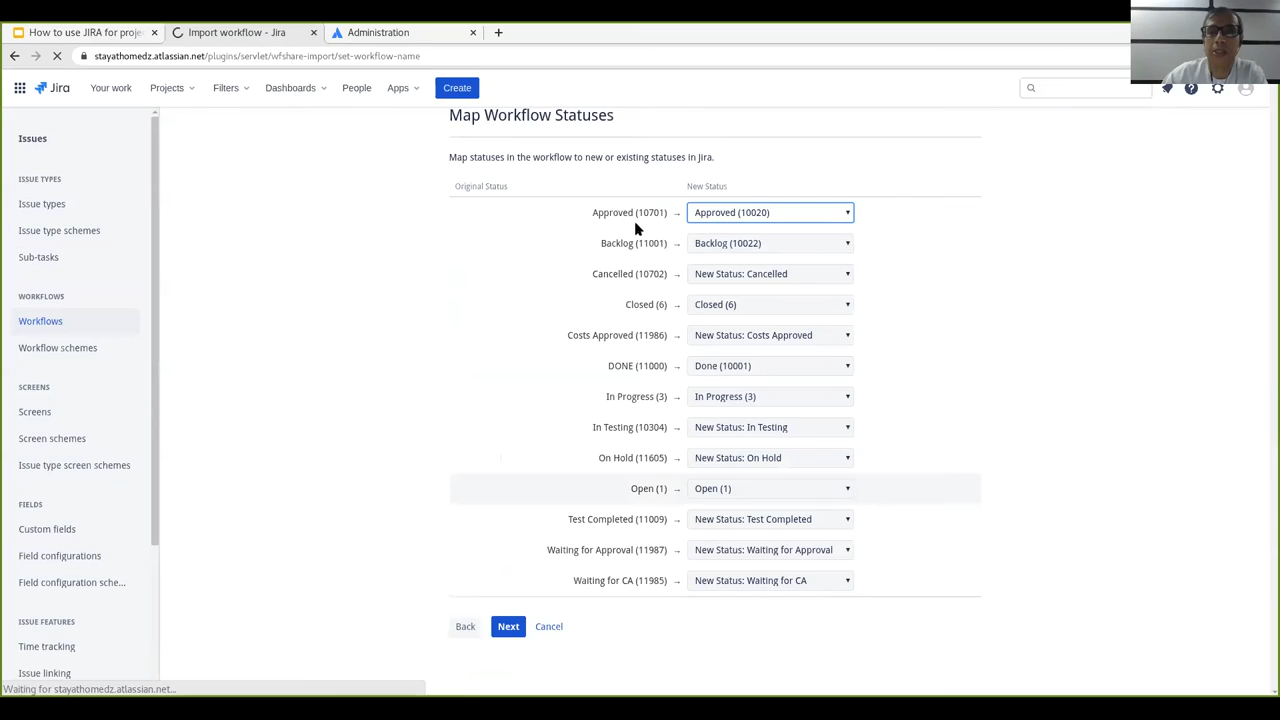 How to use JIRA for proje
Import workflow - Jira
Administration
stayathomedz.atlassian.net/plugins/servlet/wfshare-import/set-workflow-name
Jira
Your work
Projects
Filters
Dashboards
People
Apps
Create
Issues
ISSUE TYPES
Issue types
Issue type schemes
Sub-tasks
WORKFLOWS
Workflows
Workflow schemes
SCREENS
Screens
Screen schemes
Issue type screen schemes
FIELDS
Custom fields
Field configurations
Field configuration sche...
ISSUE FEATURES
Time tracking
Issue linking
Map Workflow Statuses
Map statuses in the workflow to new or existing statuses in Jira.
Original Status New Status
Approved (10701) → Approved (10020)
Backlog (11001) → Backlog (10022)
Cancelled (10702) → New Status: Cancelled
Closed (6) → Closed (6)
Costs Approved (11986) → New Status: Costs Approved
DONE (11000) → Done (10001)
In Progress (3) → In Progress (3)
In Testing (10304) → New Status: In Testing
On Hold (11605) → New Status: On Hold
Open (1) → Open (1)
Test Completed (11009) → New Status: Test Completed
Waiting for Approval (11987) → New Status: Waiting for Approval
Waiting for CA (11985) → New Status: Waiting for CA
Back Next Cancel
Waiting for stayathomedz.atlassian.net...